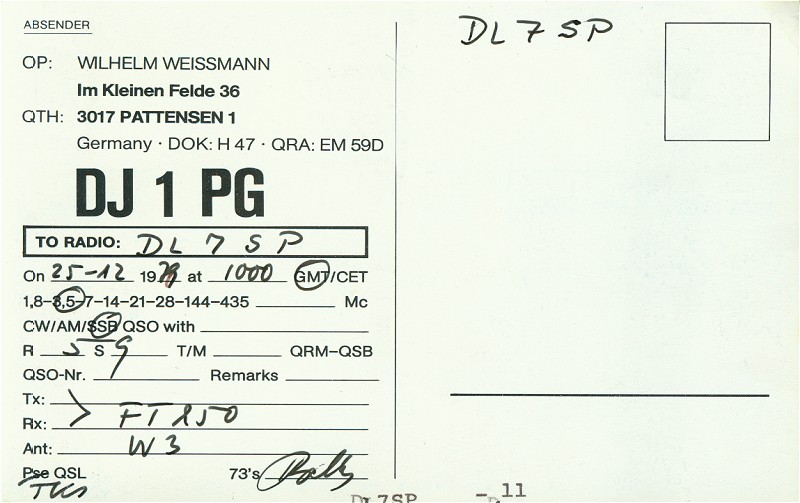 ABSENDER
DL 7 SP
OP: WILHELM WEISSMANN
Im Kleinen Felde 36
QTH: 3017 PATTENSEN 1
Germany · DOK: H 47 · QRA: EM 59D
DJ 1 PG
TO RADIO: DL 7 SP
On 25-12 1979 at 1000 GMT/CET
1,8-3,5-7-14-21-28-144-435 Mc
CW/AM/SSB QSO with
R 5 S 9 T/M QRM-QSB
QSO-Nr. Remarks
Tx:
Rx: FT 250
Ant: W 3
Pse QSL 73's
TKS
DL7SP -D11